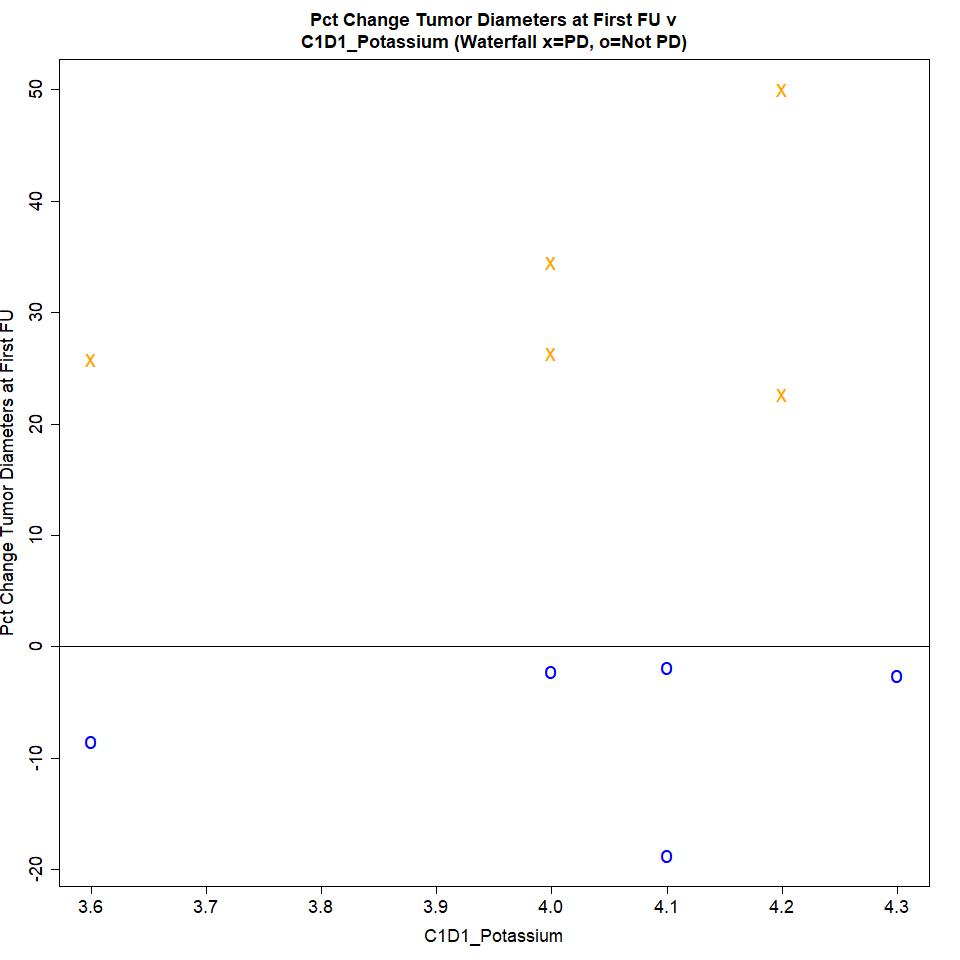 Pct Change Tumor Diameters at First FU v
C1D1_Potassium (Waterfall x=PD, o=Not PD)
Pct Change Tumor Diameters at First FU
50
40
30
20
10
0
-10
-20
X
X
X
X
X
O
O
O
O
O
3.6
3.7
3.8
3.9
4.0
4.1
4.2
4.3
C1D1_Potassium